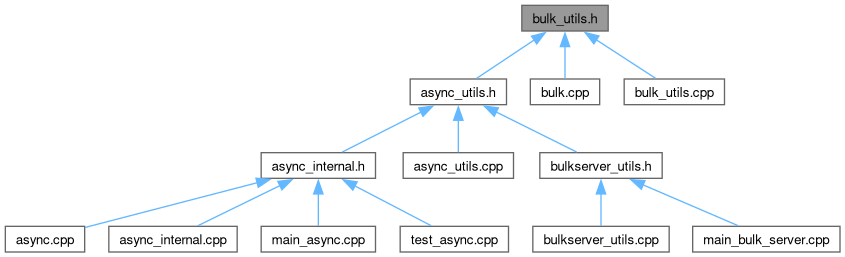 bulk_utils.h
async_utils.h
bulk.cpp
bulk_utils.cpp
async_internal.h
async_utils.cpp
bulkserver_utils.h
async.cpp
async_internal.cpp
main_async.cpp
test_async.cpp
bulkserver_utils.cpp
main_bulk_server.cpp